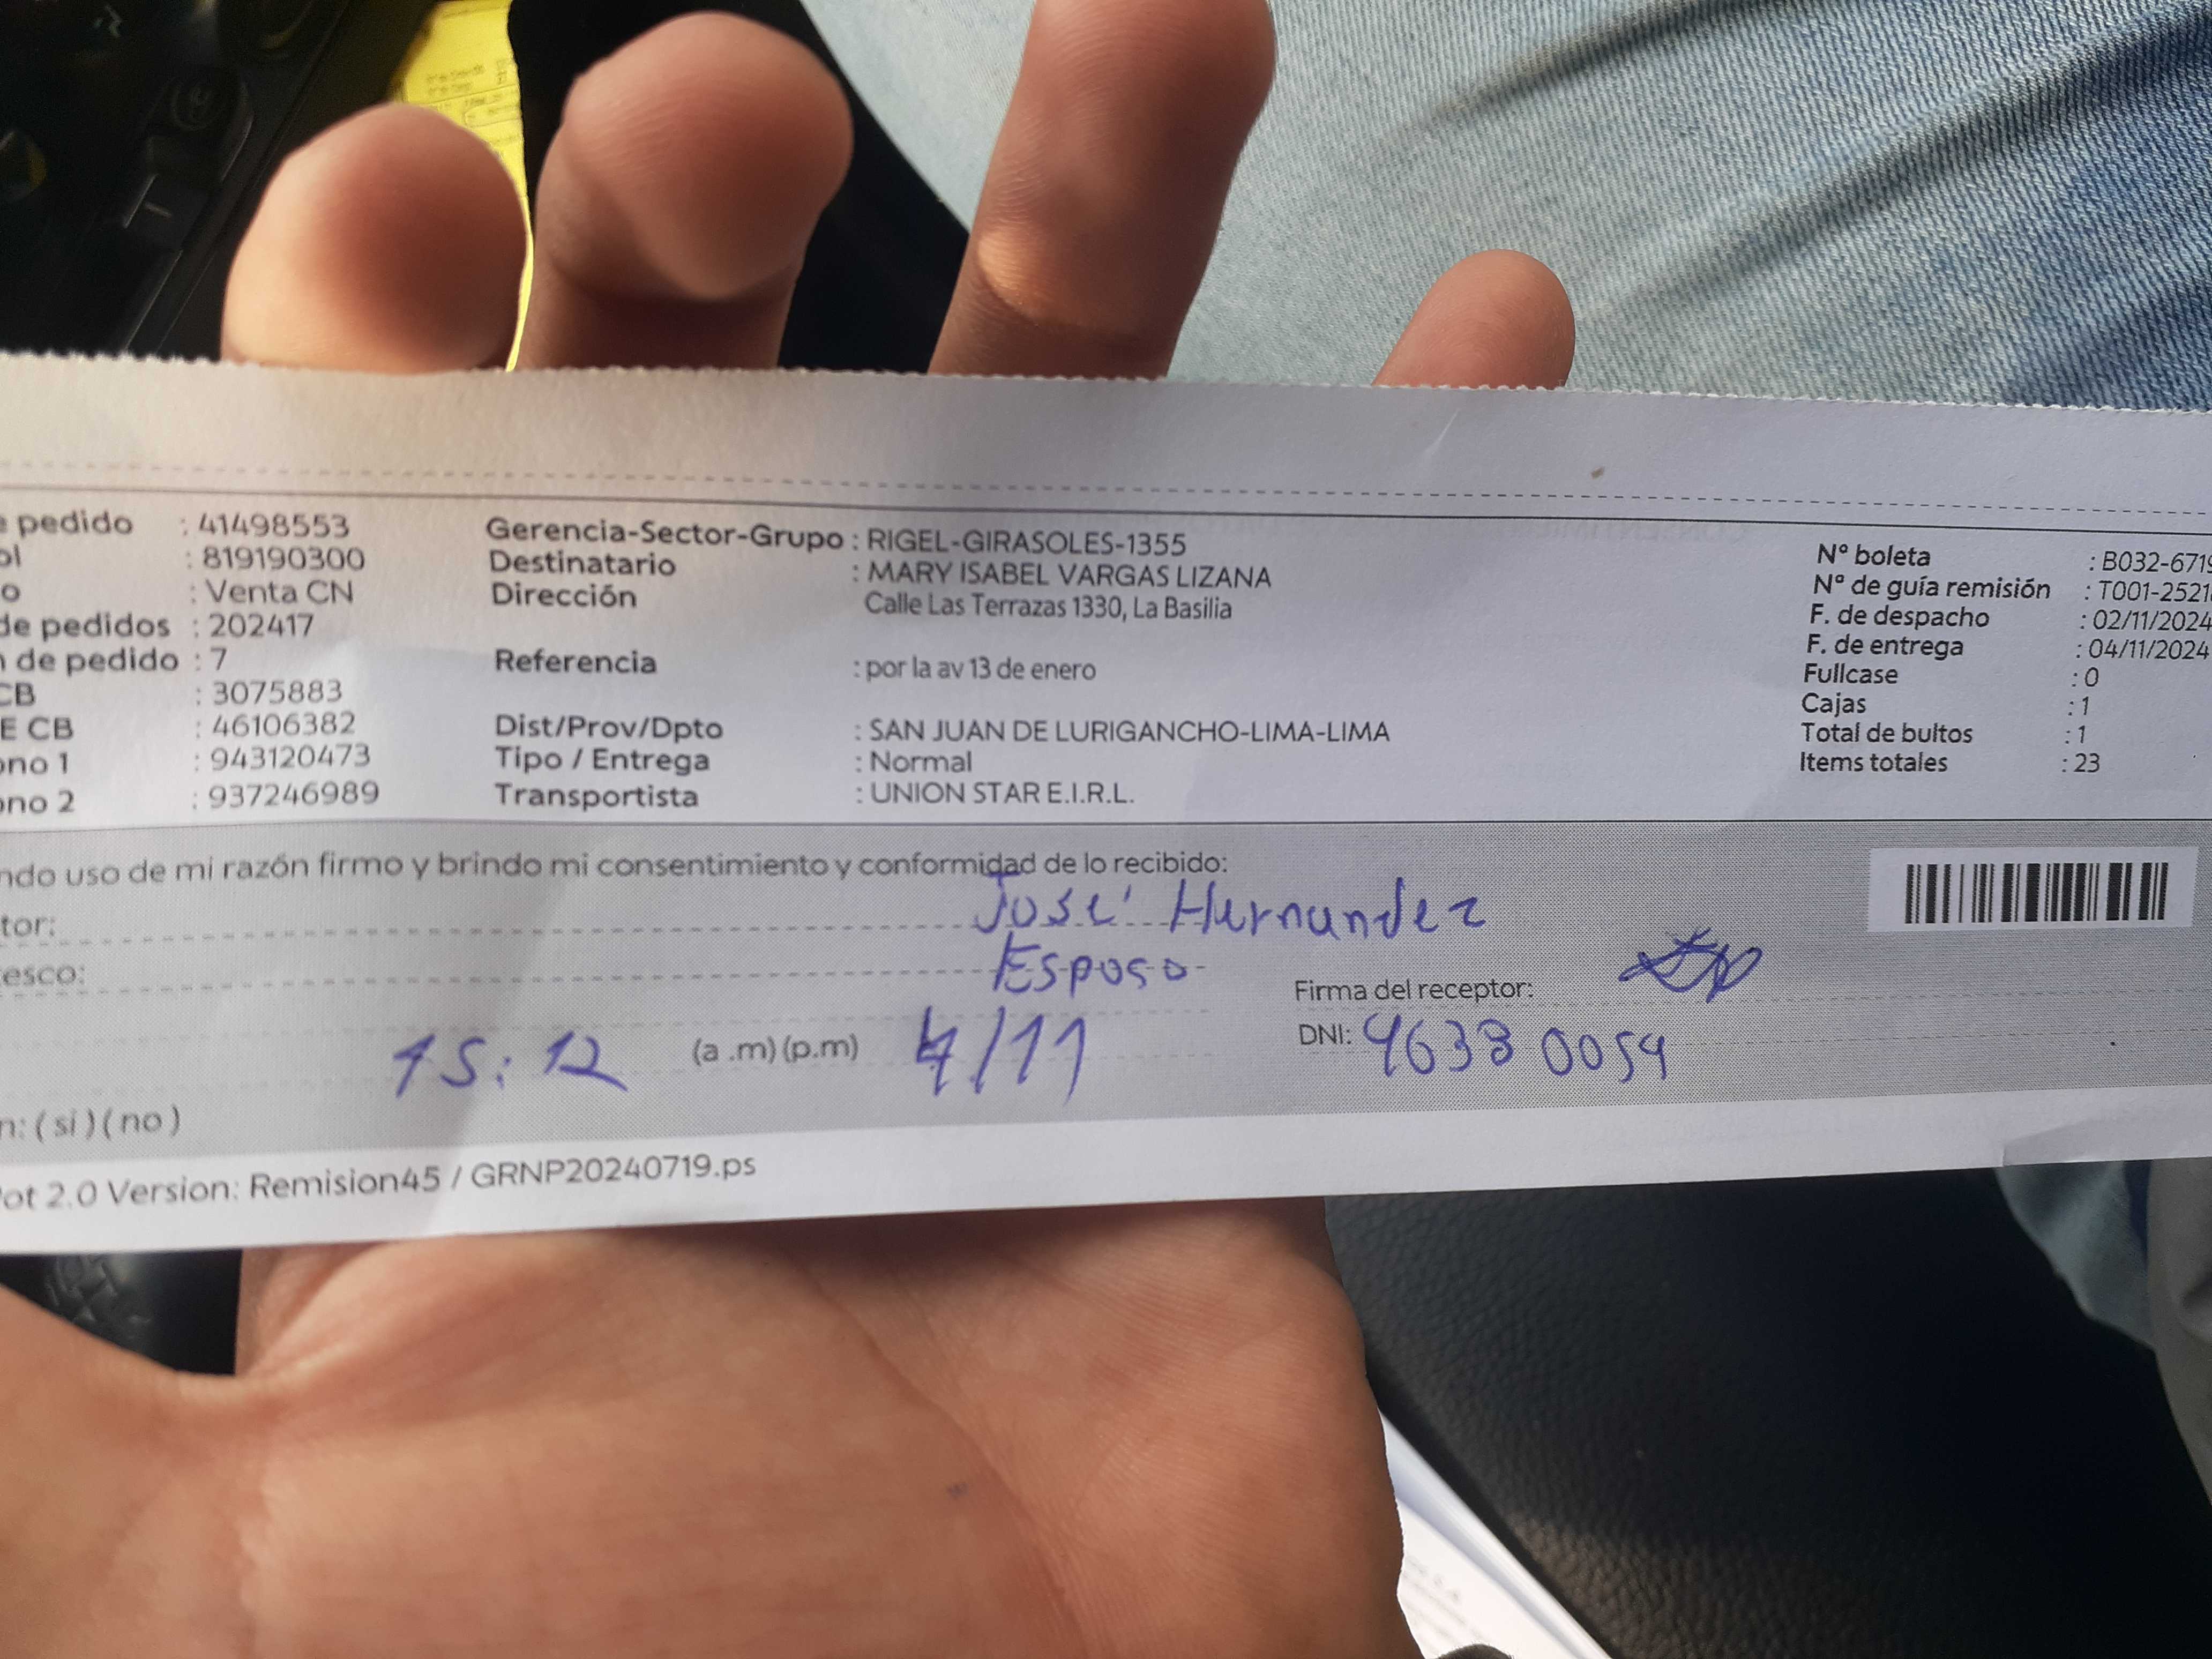 pedido : 41498553
: 819190300
o : Venta CN
de pedidos : 202417
de pedido : 7
CB : 3075883
E CB : 46106382
ono 1 : 943120473
ono 2 : 937246989
Gerencia-Sector-Grupo : RIGEL-GIRASOLES-1355
Destinatario : MARY ISABEL VARGAS LIZANA
Dirección Calle Las Terrazas 1330, La Basilia
Referencia : por la av 13 de enero
Dist/Prov/Dpto : SAN JUAN DE LURIGANCHO-LIMA-LIMA
Tipo / Entrega : Normal
Transportista : UNION STAR E.I.R.L.
Nº boleta : B032-6719
Nº de guía remisión : T001-2521
F. de despacho : 02/11/2024
F. de entrega : 04/11/2024
Fullcase : 0
Cajas : 1
Total de bultos : 1
Items totales : 23
ndo uso de mi razón firmo y brindo mi consentimiento y conformidad de lo recibido:
tor: José Hernandez
esco: Esposo
Firma del receptor:
15:12 (a .m) (p.m) 4/11
DNI: 46330054
n: ( si ) ( no )
ot 2.0 Version: Remision45 / GRNP20240719.ps